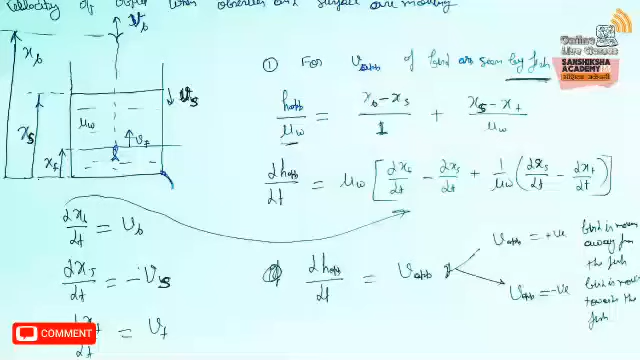 Velocity of object when observer and surface are moving
Online
Live Classes
SANSHIKSHA
ACADEMY
V_b
x_b
x_s
x_f
μ_w
↓ V_s
↑ V_f
① For V_app of bird as seen by fish
h_app / μ_w = (x_b - x_s) / 1 + (x_s - x_f) / μ_w
dh_app / dt = μ_w [ dx_b/dt - dx_s/dt + 1/μ_w ( dx_s/dt - dx_f/dt ) ]
dx_b/dt = V_b
dx_s/dt = -V_s
dx_f/dt = V_f
dh_app/dt = V_app
V_app = +ve bird is moving away from the fish
V_app = -ve bird is moving towards the fish
COMMENT